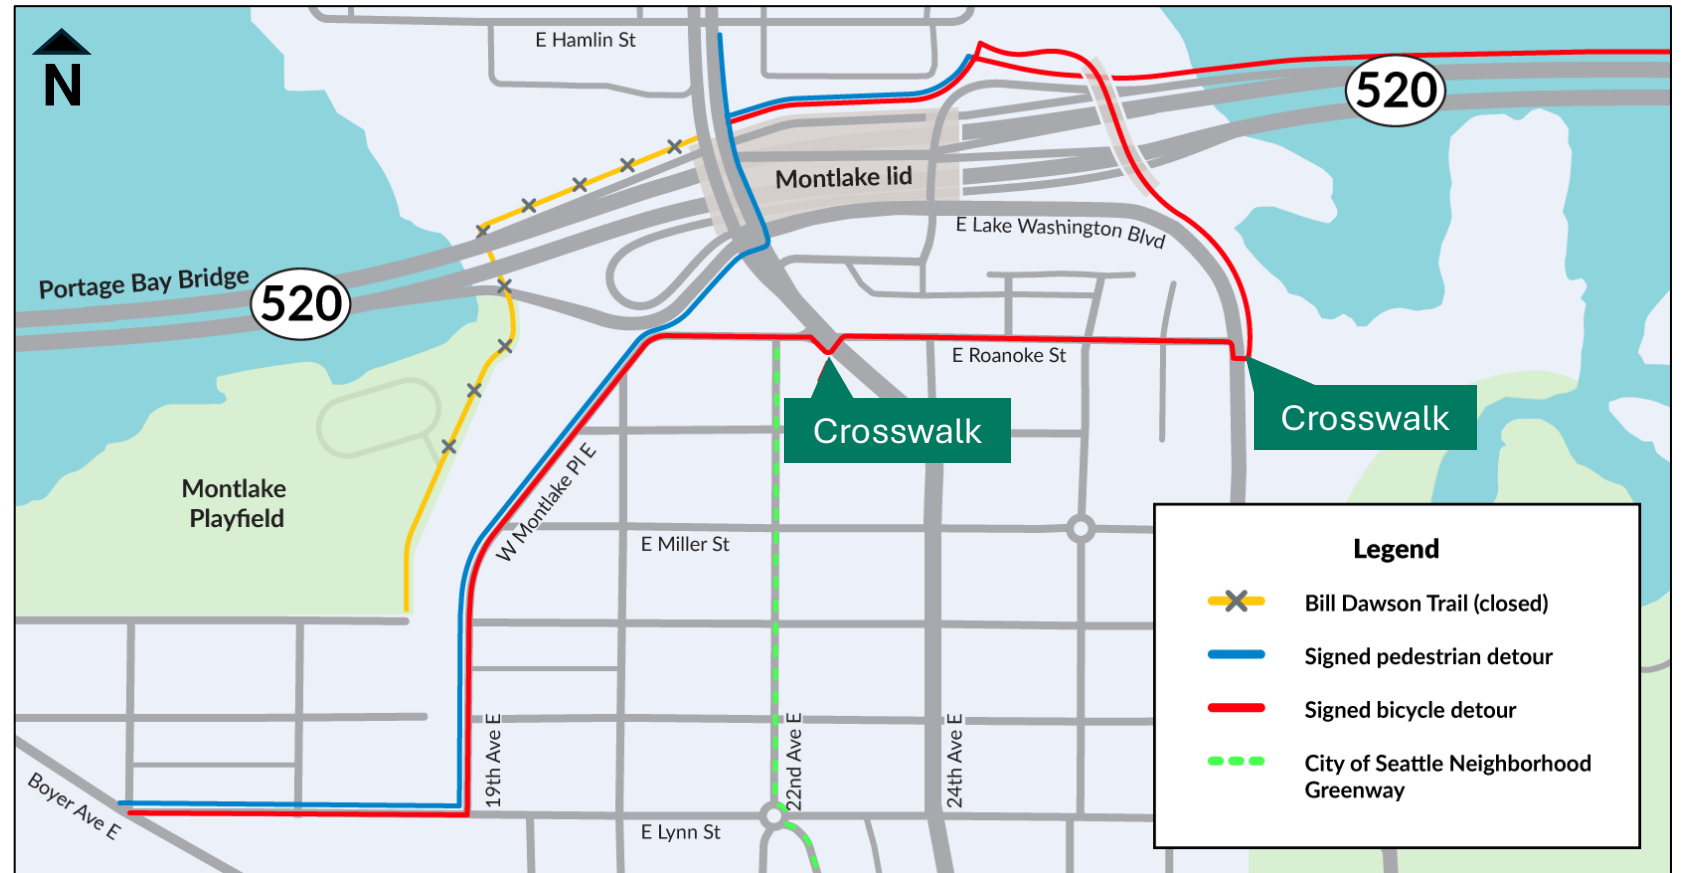 N
E Hamlin St
520
Montlake lid
E Lake Washington Blvd
Portage Bay Bridge
520
E Roanoke St
Crosswalk
Crosswalk
W Montlake Pl E
Montlake
Playfield
E Miller St
19th Ave E
22nd Ave E
24th Ave E
Boyer Ave E
E Lynn St
Legend
Bill Dawson Trail (closed)
Signed pedestrian detour
Signed bicycle detour
City of Seattle Neighborhood
Greenway